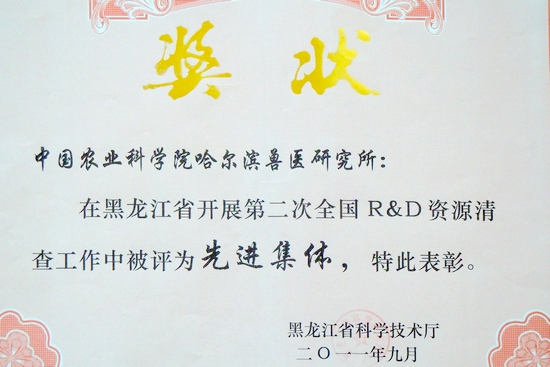 奖状
中国农业科学院哈尔滨兽医研究所：
在黑龙江省开展第二次全国R&D资源清
查工作中被评为先进集体，特此表彰。
黑龙江省科学技术厅
二〇一一年九月